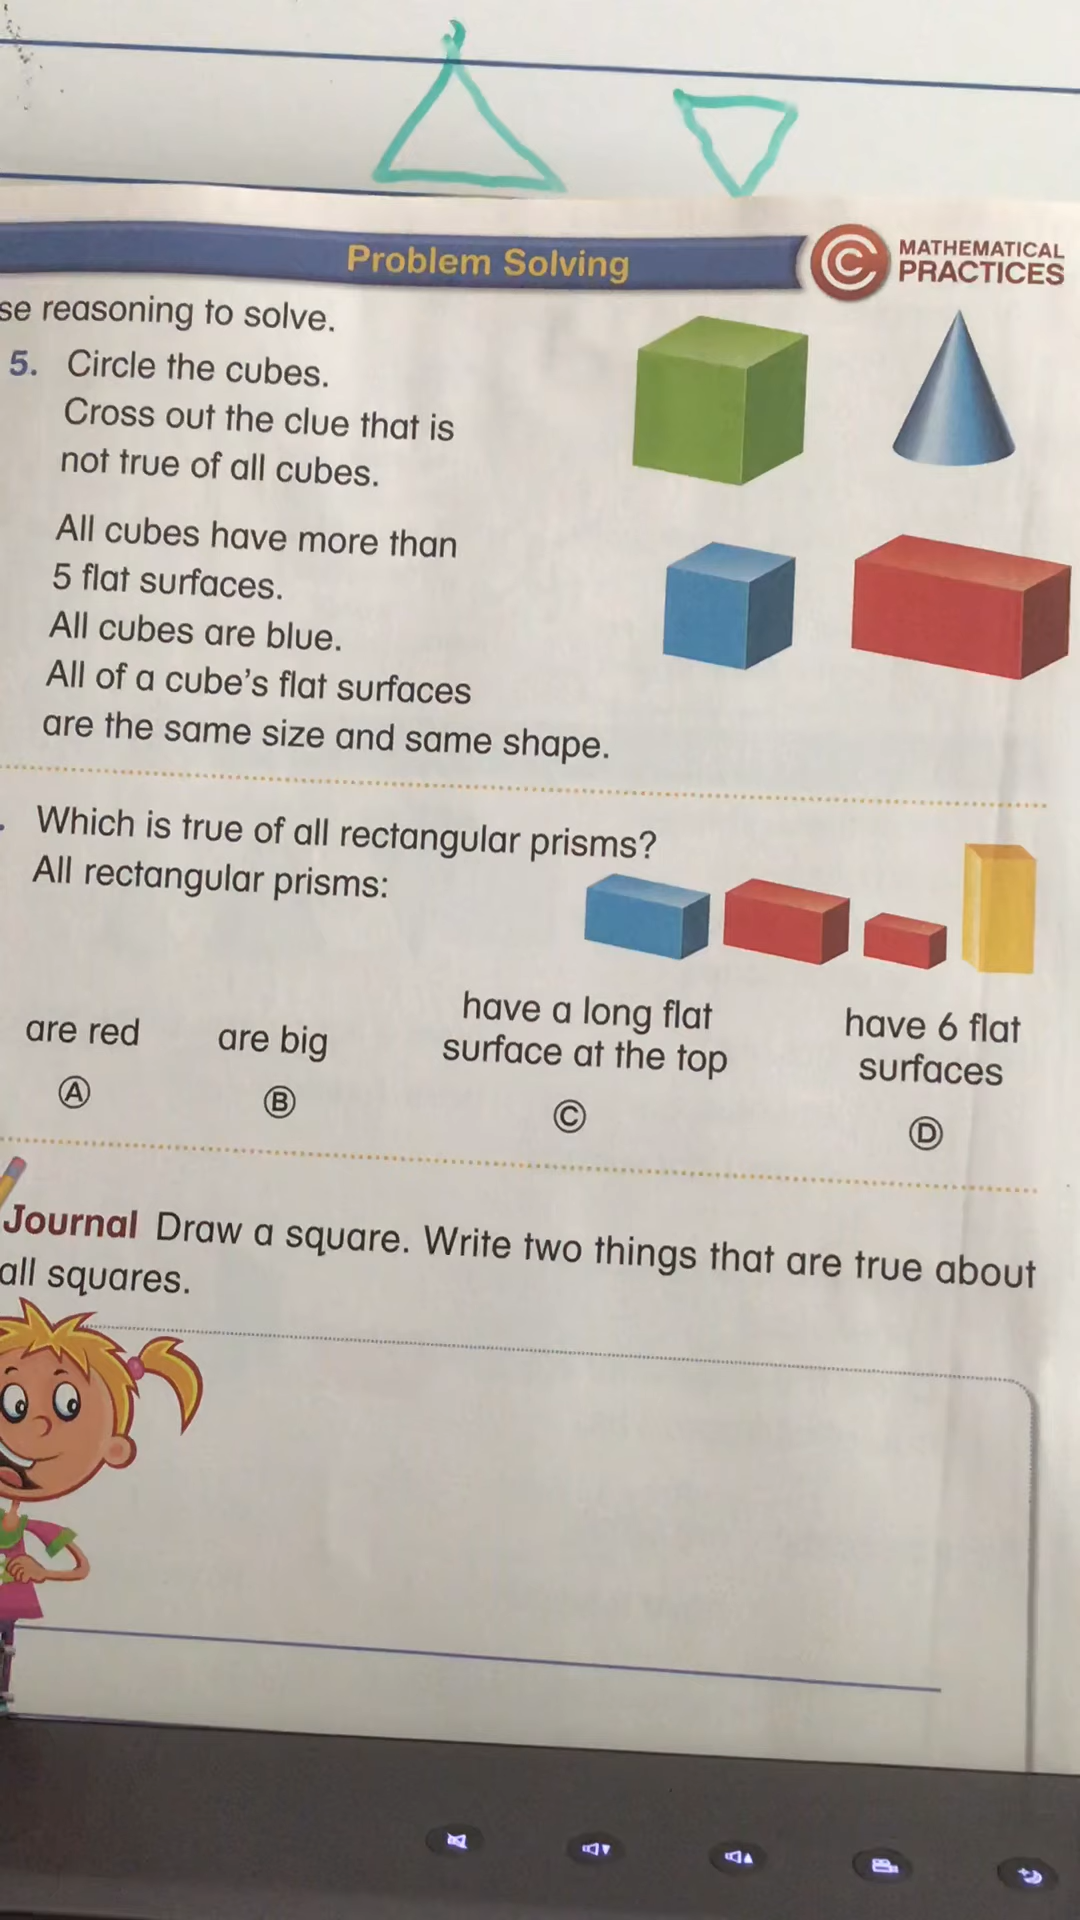 Problem Solving
MATHEMATICAL
PRACTICES
se reasoning to solve.
5. Circle the cubes.
Cross out the clue that is
not true of all cubes.
All cubes have more than
5 flat surfaces.
All cubes are blue.
All of a cube's flat surfaces
are the same size and same shape.
. Which is true of all rectangular prisms?
All rectangular prisms:
are red
are big
have a long flat
surface at the top
have 6 flat
surfaces
A
B
C
D
Journal Draw a square. Write two things that are true about
all squares.